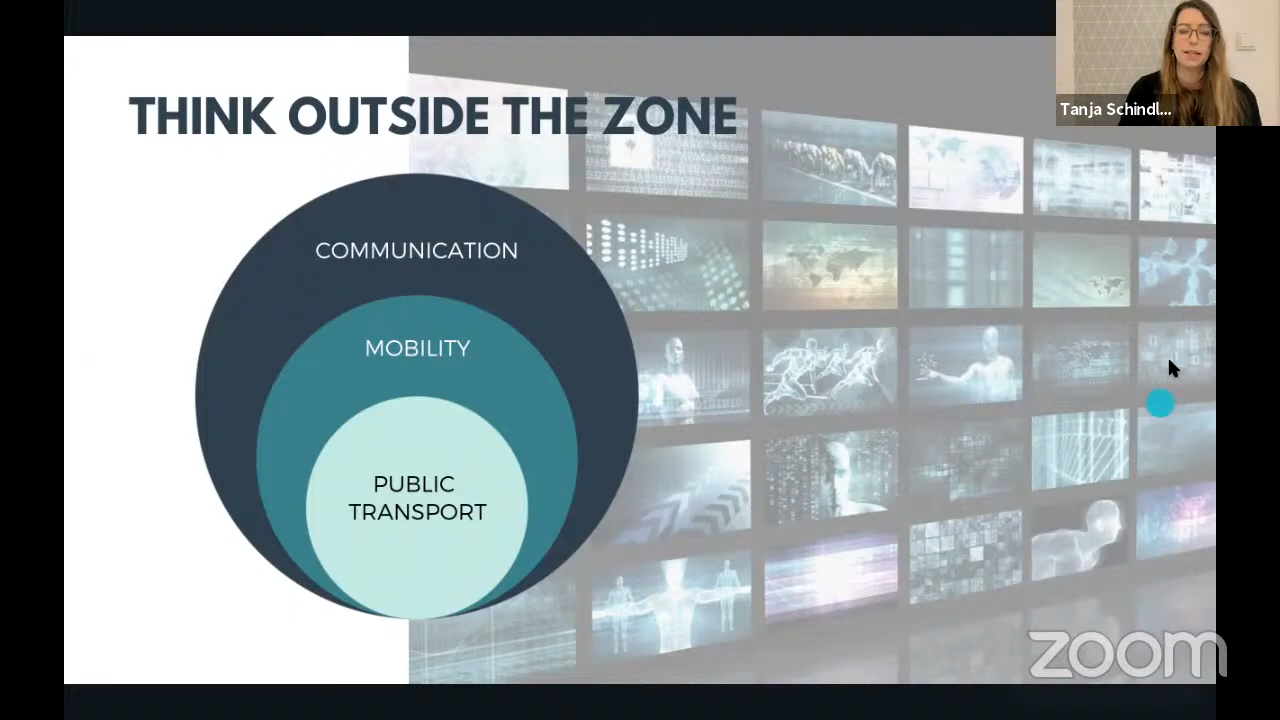 THINK OUTSIDE THE ZONE
Tanja Schindl...
COMMUNICATION
MOBILITY
PUBLIC
TRANSPORT
zoom